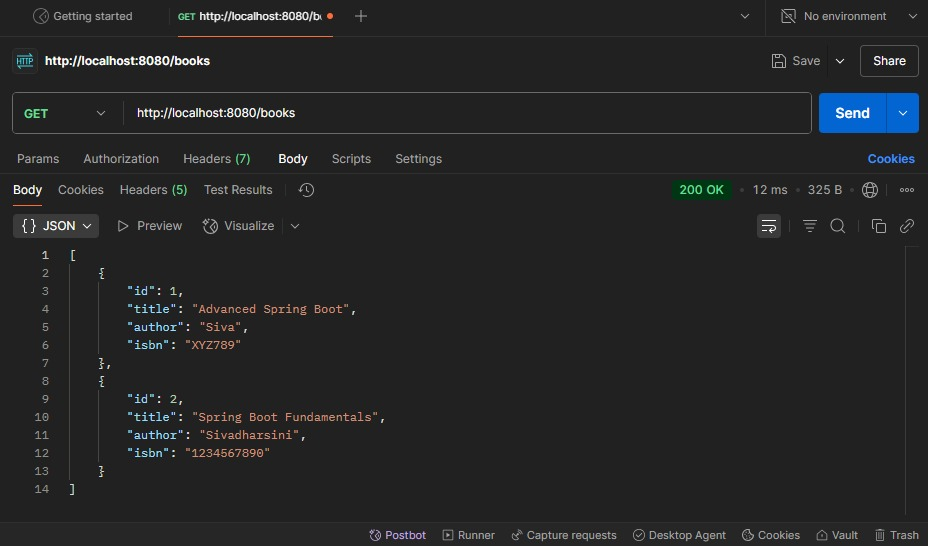 Getting started GET http://localhost:8080/b No environment
HTTP http://localhost:8080/books Save Share
GET http://localhost:8080/books Send
Params Authorization Headers (7) Body Scripts Settings Cookies
Body Cookies Headers (5) Test Results 200 OK • 12 ms • 325 B •
{} JSON Preview Visualize
1 [
2 {
3 "id": 1,
4 "title": "Advanced Spring Boot",
5 "author": "Siva",
6 "isbn": "XYZ789"
7 },
8 {
9 "id": 2,
10 "title": "Spring Boot Fundamentals",
11 "author": "Sivadharsini",
12 "isbn": "1234567890"
13 }
14 ]
Postbot Runner Capture requests Desktop Agent Cookies Vault Trash